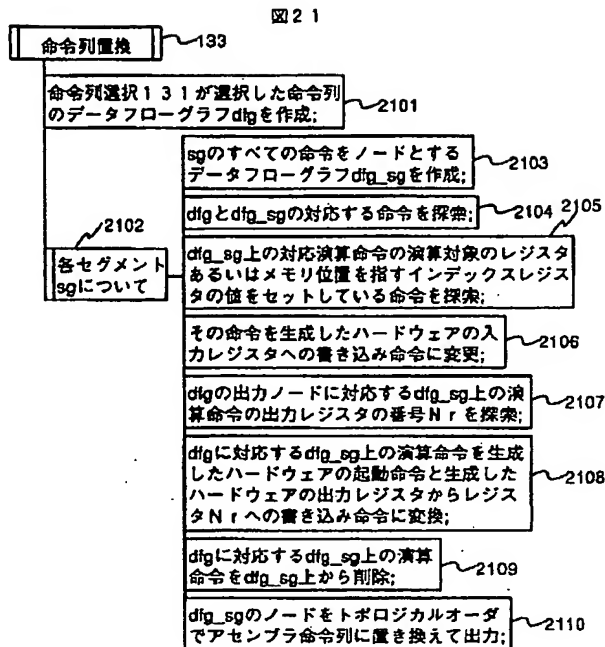 図２１
命令列置換
133
命令列選択１３１が選択した命令列
のデータフローグラフdfgを作成;
2101
sgのすべての命令をノードとする
データフローグラフdfg_sgを作成;
2103
dfgとdfg_sgの対応する命令を探索;
2104
2105
2102
各セグメント
sgについて
dfg_sg上の対応演算命令の演算対象のレジスタ
あるいはメモリ位置を指すインデックスレジス
タの値をセットしている命令を探索;
その命令を生成したハードウェアの入
力レジスタへの書き込み命令に変更;
2106
dfgの出力ノードに対応するdfg_sg上の演
算命令の出力レジスタの番号Ｎｒを探索;
2107
dfgに対応するdfg_sg上の演算命令を生成
したハードウェアの起動命令と生成した
ハードウェアの出力レジスタからレジス
タＮｒへの書き込み命令に変換;
2108
dfgに対応するdfg_sg上の演算
命令をdfg_sg上から削除;
2109
dfg_sgのノードをトポロジカルオーダ
でアセンブラ命令列に置き換えて出力;
2110